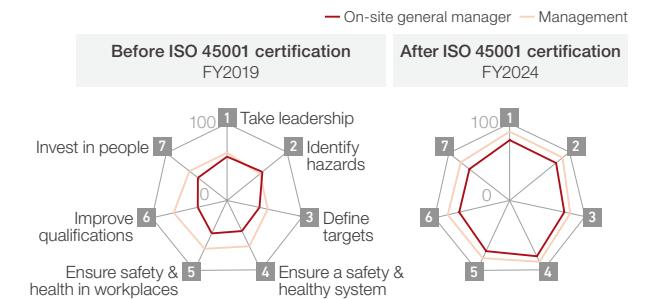 On-site general manager Management
Before ISO 45001 certification
FY2019
After ISO 45001 certification
FY2024
100
1 Take leadership
2 Identify
hazards
3 Define
targets
4 Ensure a safety &
healthy system
5 Ensure safety &
health in workplaces
6 Improve
qualifications
7 Invest in people
0
100
1
2
3
4
5
6
7
0